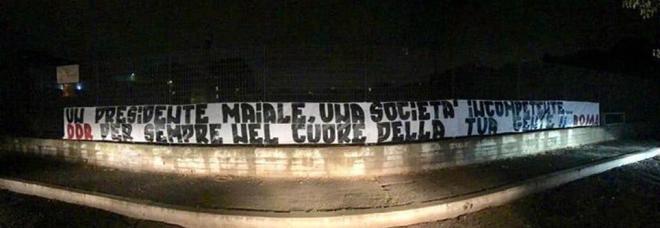 UN PRESIDENTE MAIALE, UNA SOCIETA' INCOMPETENTE...
DDR PER SEMPRE NEL CUORE DELLA TUA GENTE!! ROMA